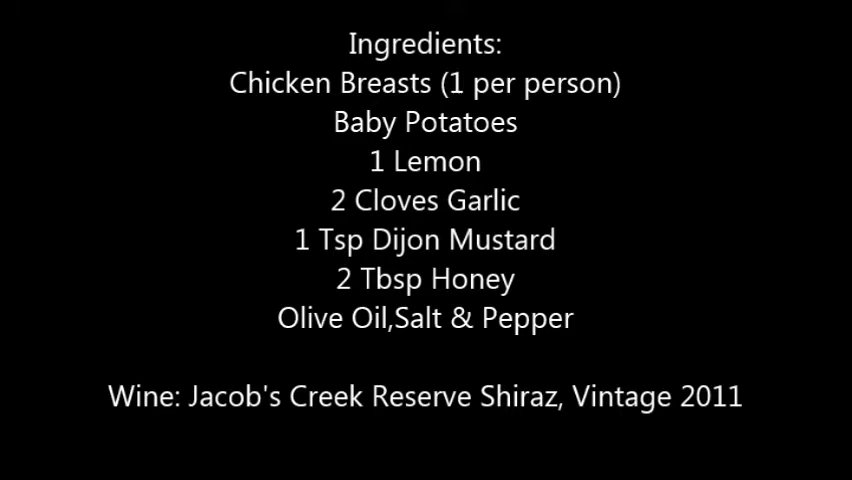 Ingredients:
Chicken Breasts (1 per person)
Baby Potatoes
1 Lemon
2 Cloves Garlic
1 Tsp Dijon Mustard
2 Tbsp Honey
Olive Oil,Salt & Pepper
Wine: Jacob's Creek Reserve Shiraz, Vintage 2011